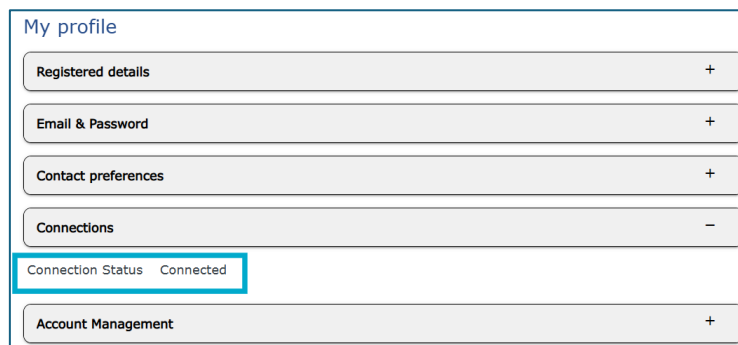 My profile
Registered details +
Email & Password +
Contact preferences +
Connections −
Connection Status Connected
Account Management +